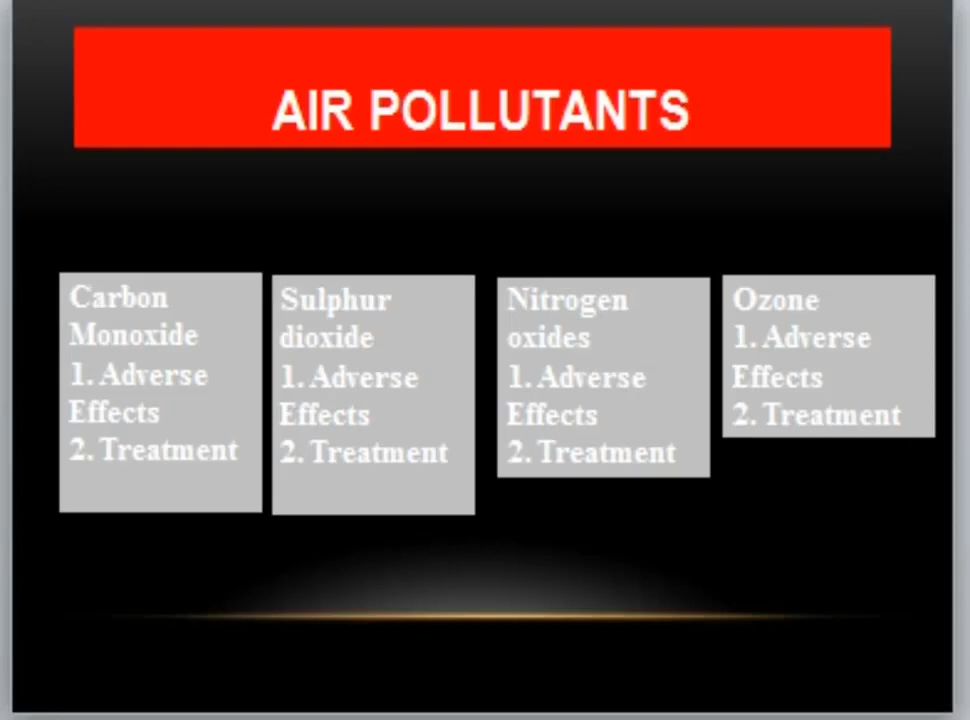 AIR POLLUTANTS
Carbon
Monoxide
1. Adverse
Effects
2. Treatment
Sulphur
dioxide
1. Adverse
Effects
2. Treatment
Nitrogen
oxides
1. Adverse
Effects
2. Treatment
Ozone
1. Adverse
Effects
2. Treatment